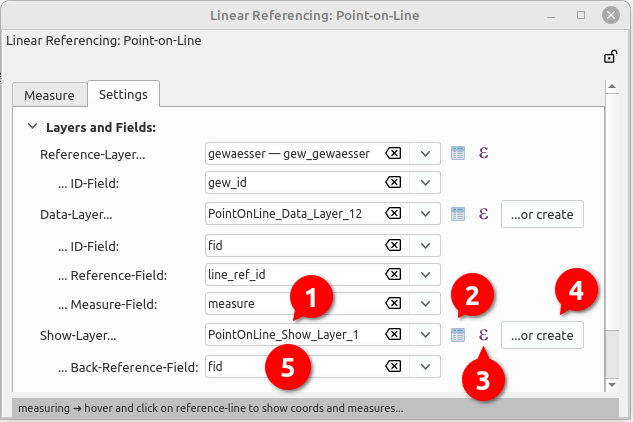 Linear Referencing: Point-on-Line
Linear Referencing: Point-on-Line
Measure Settings
Layers and Fields:
Reference-Layer... gewaesser — gew_gewaesser ε
... ID-Field: gew_id
Data-Layer... PointOnLine_Data_Layer_12 ε ...or create
... ID-Field: fid
... Reference-Field: line_ref_id
... Measure-Field: measure
1 2 4
Show-Layer... PointOnLine_Show_Layer_1 ε ...or create
5 3
... Back-Reference-Field: fid
measuring ➜ hover and click on reference-line to show coords and measures...